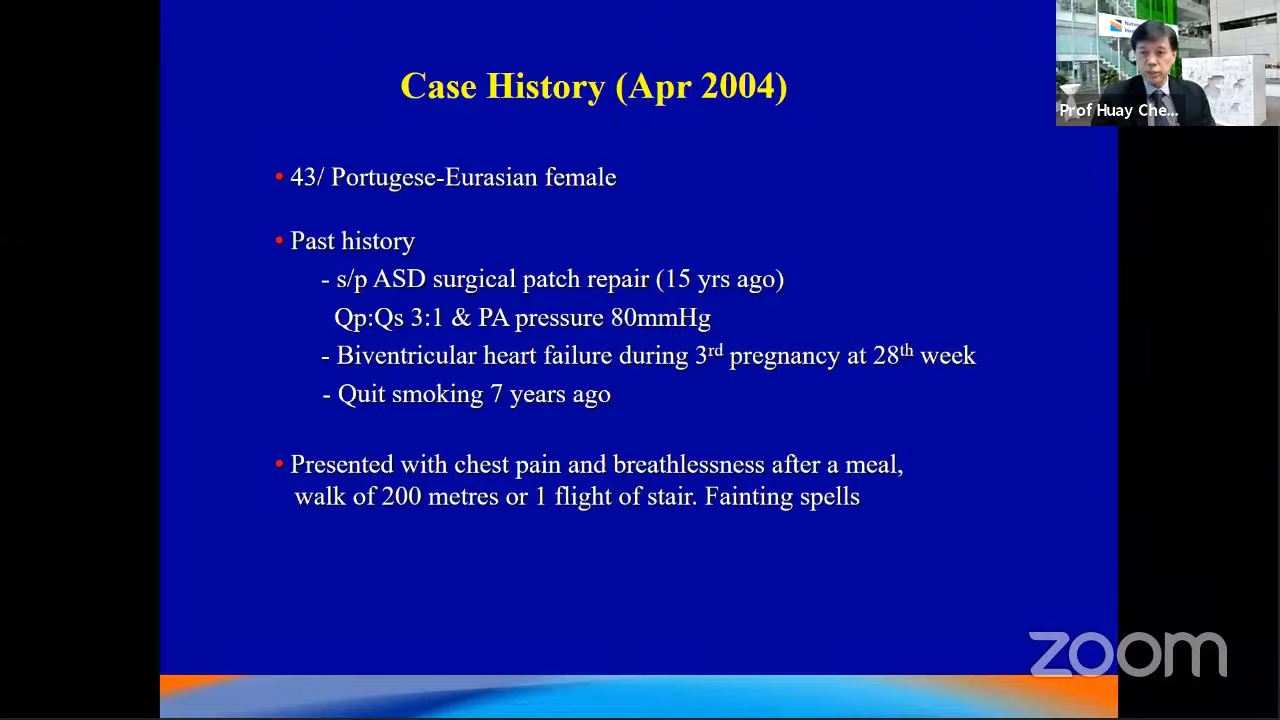 Case History (Apr 2004)
• 43/ Portugese-Eurasian female
• Past history
- s/p ASD surgical patch repair (15 yrs ago)
Qp:Qs 3:1 & PA pressure 80mmHg
- Biventricular heart failure during 3rd pregnancy at 28th week
- Quit smoking 7 years ago
• Presented with chest pain and breathlessness after a meal,
walk of 200 metres or 1 flight of stair. Fainting spells
Prof Huay Che...
zoom